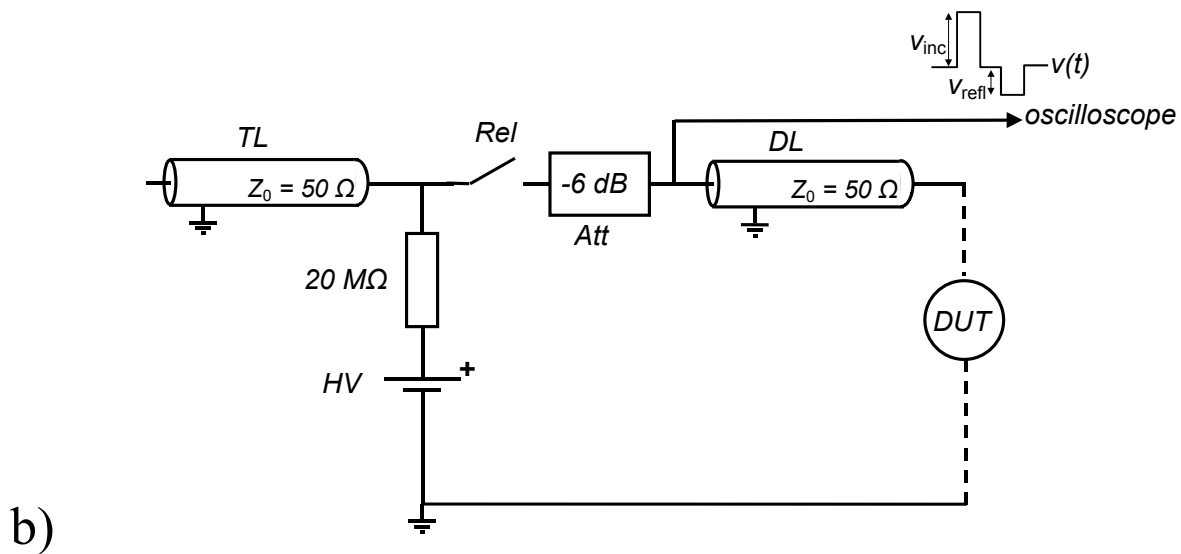 v_inc
v_refl
v(t)
oscilloscope
TL
Rel
DL
Z₀ = 50 Ω
-6 dB
Z₀ = 50 Ω
Att
20 MΩ
DUT
HV
+
b)